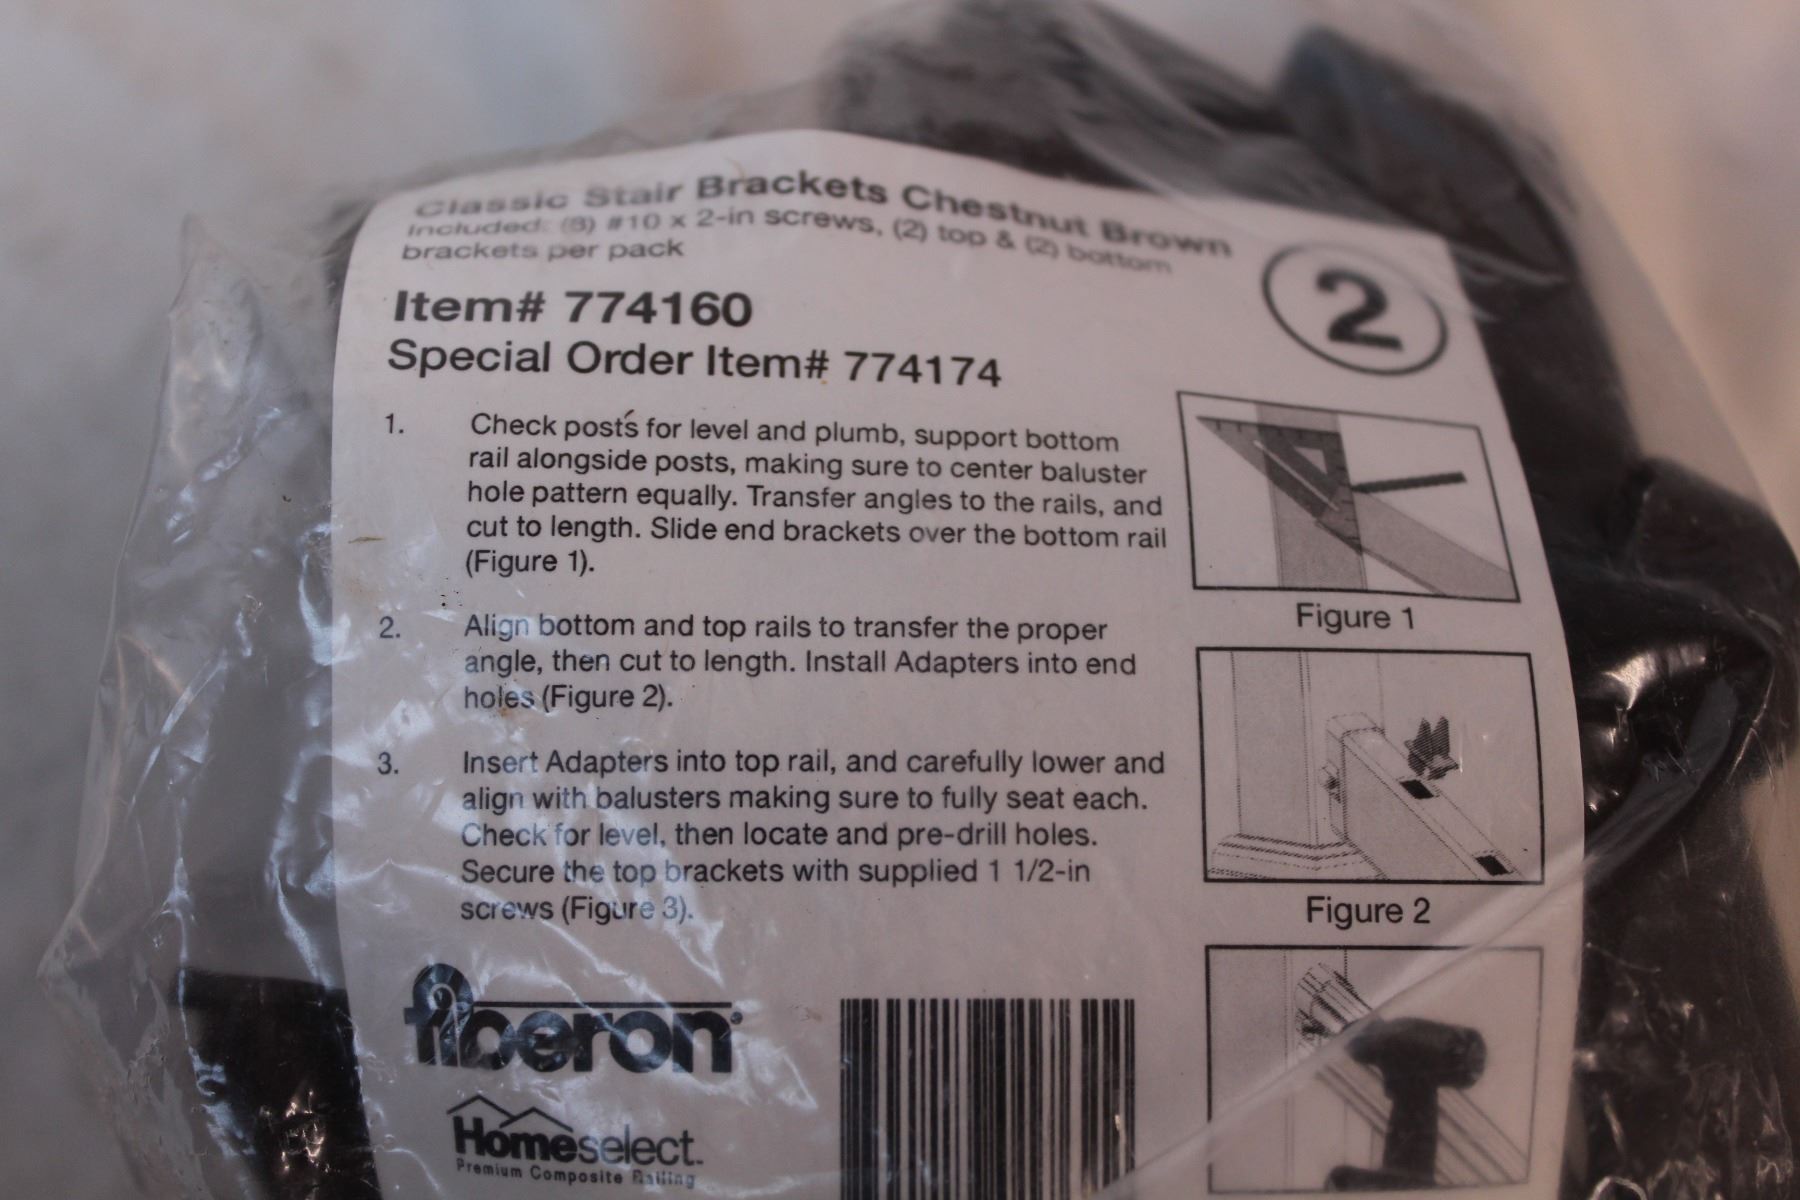 Classic Stair Brackets Chestnut Brown
Included: (8) #10 x 2-in screws, (2) top & (2) bottom
brackets per pack
2
Item# 774160
Special Order Item# 774174
1. Check posts for level and plumb, support bottom
rail alongside posts, making sure to center baluster
hole pattern equally. Transfer angles to the rails, and
cut to length. Slide end brackets over the bottom rail
(Figure 1).
Figure 1
2. Align bottom and top rails to transfer the proper
angle, then cut to length. Install Adapters into end
holes (Figure 2).
3. Insert Adapters into top rail, and carefully lower and
align with balusters making sure to fully seat each.
Check for level, then locate and pre-drill holes.
Secure the top brackets with supplied 1 1/2-in
screws (Figure 3).
Figure 2
fiberon
Homeselect
Premium Composite Railing